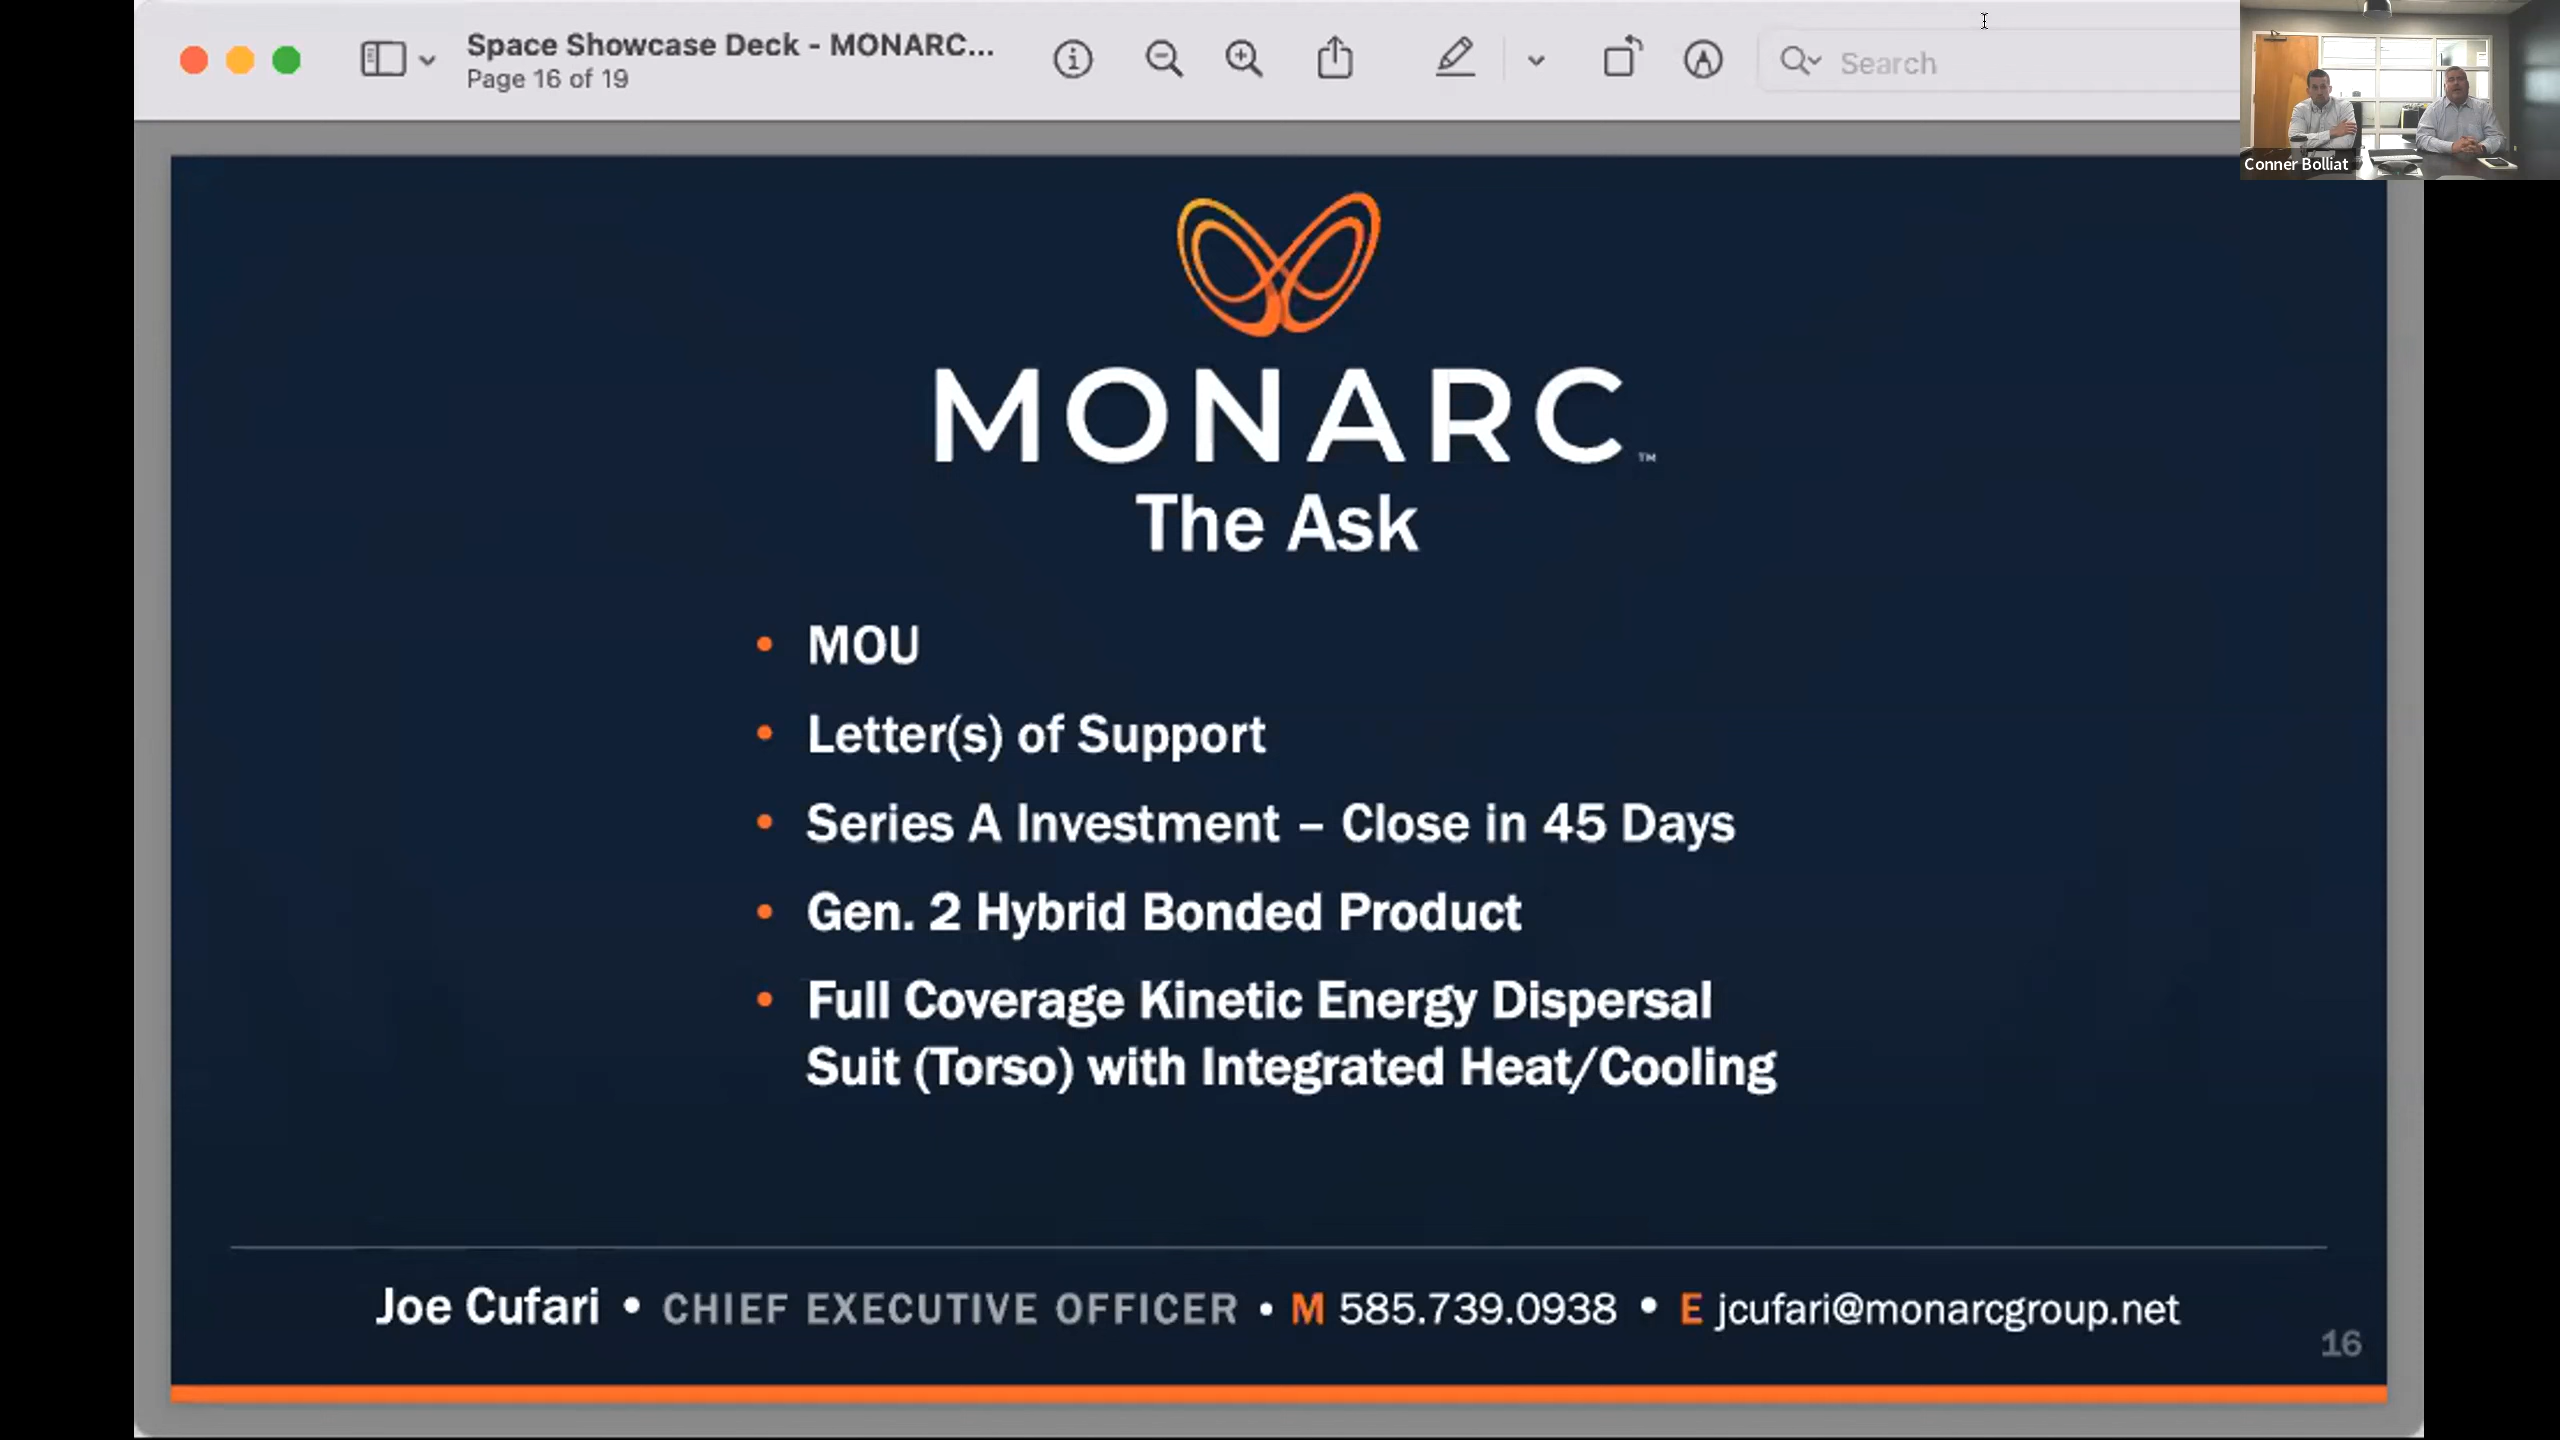 Space Showcase Deck - MONARC...
Page 16 of 19
Search
Conner Bolliat
MONARC™
The Ask
• MOU
• Letter(s) of Support
• Series A Investment – Close in 45 Days
• Gen. 2 Hybrid Bonded Product
• Full Coverage Kinetic Energy Dispersal
Suit (Torso) with Integrated Heat/Cooling
Joe Cufari • CHIEF EXECUTIVE OFFICER • M 585.739.0938 • E jcufari@monarcgroup.net
16